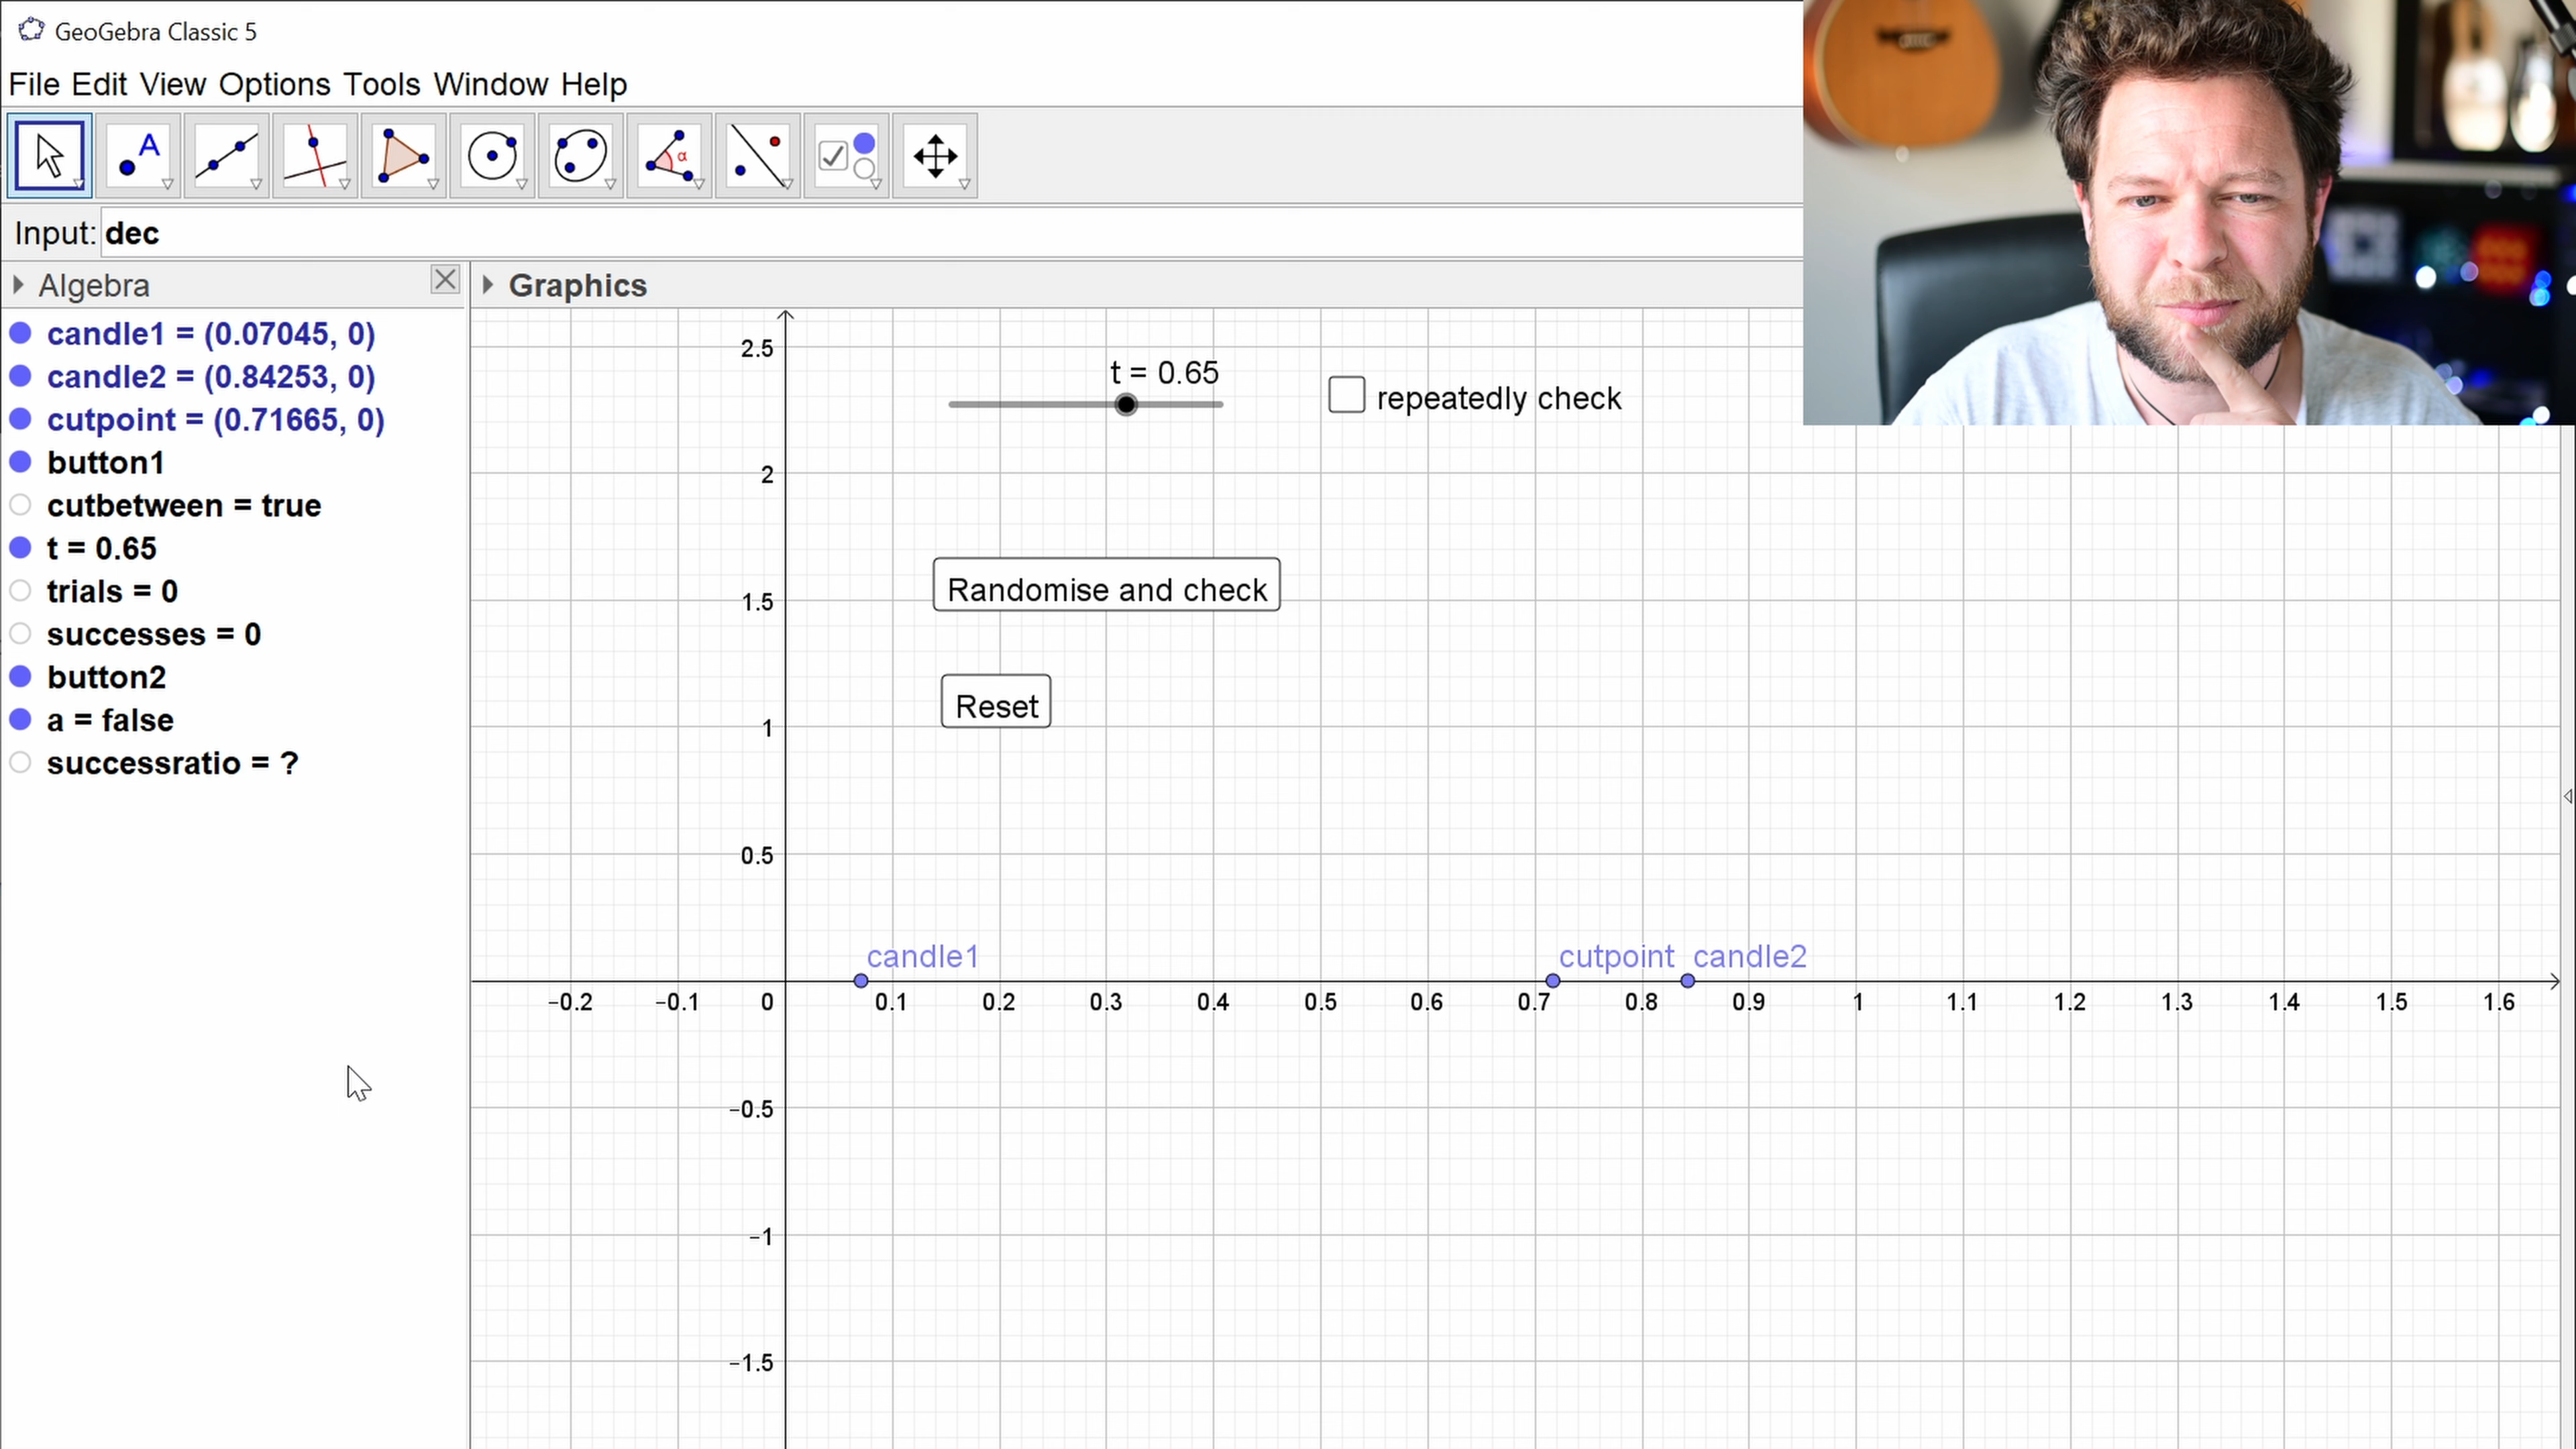 GeoGebra Classic 5
File Edit View Options Tools Window Help
A
α
Input: dec
Algebra
Graphics
candle1 = (0.07045, 0)
candle2 = (0.84253, 0)
cutpoint = (0.71665, 0)
button1
cutbetween = true
t = 0.65
trials = 0
successes = 0
button2
a = false
successratio = ?
t = 0.65
repeatedly check
Randomise and check
Reset
2.5
2
1.5
1
0.5
candle1
cutpoint
candle2
−0.2 −0.1 0 0.1 0.2 0.3 0.4 0.5 0.6 0.7 0.8 0.9 1 1.1 1.2 1.3 1.4 1.5 1.6
−0.5
−1
−1.5